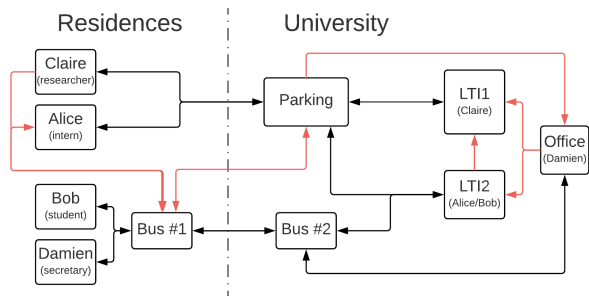 Residences
University
Claire
(researcher)
Alice
(intern)
Bob
(student)
Damien
(secretary)
Bus #1
Parking
Bus #2
LTI1
(Claire)
LTI2
(Alice/Bob)
Office
(Damien)